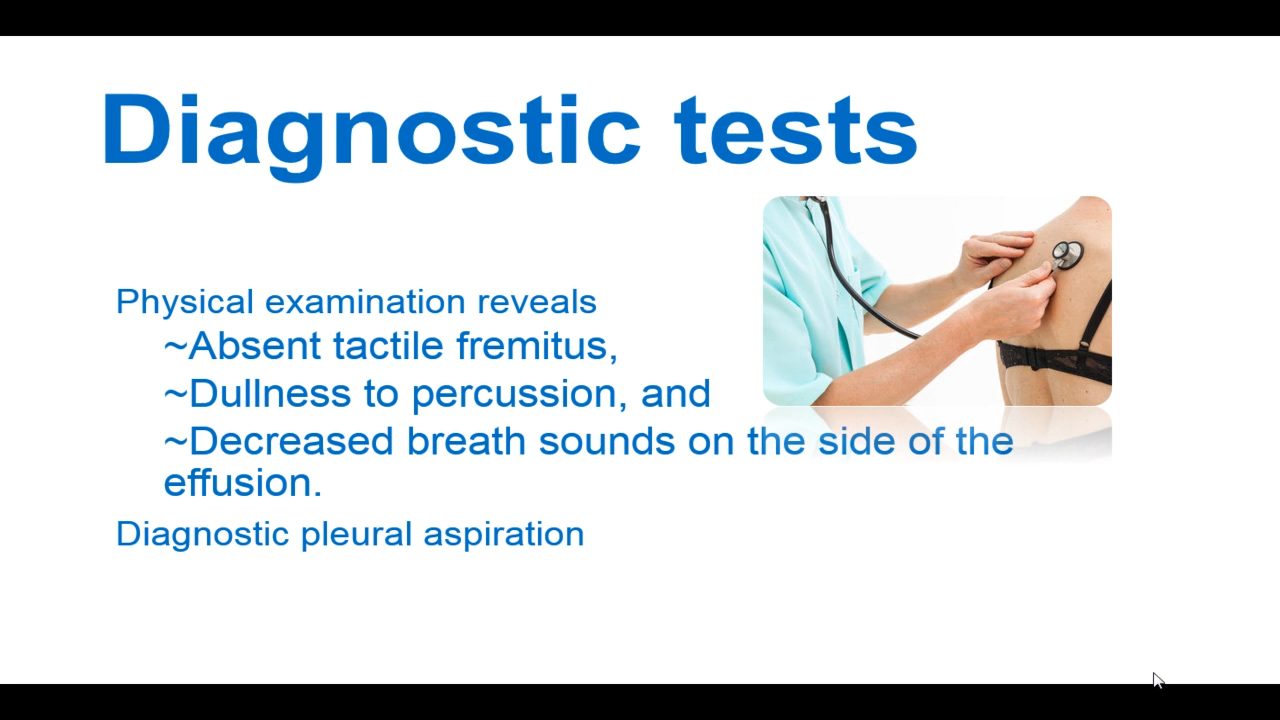 Diagnostic tests
Physical examination reveals
~Absent tactile fremitus,
~Dullness to percussion, and
~Decreased breath sounds on the side of the
effusion.
Diagnostic pleural aspiration